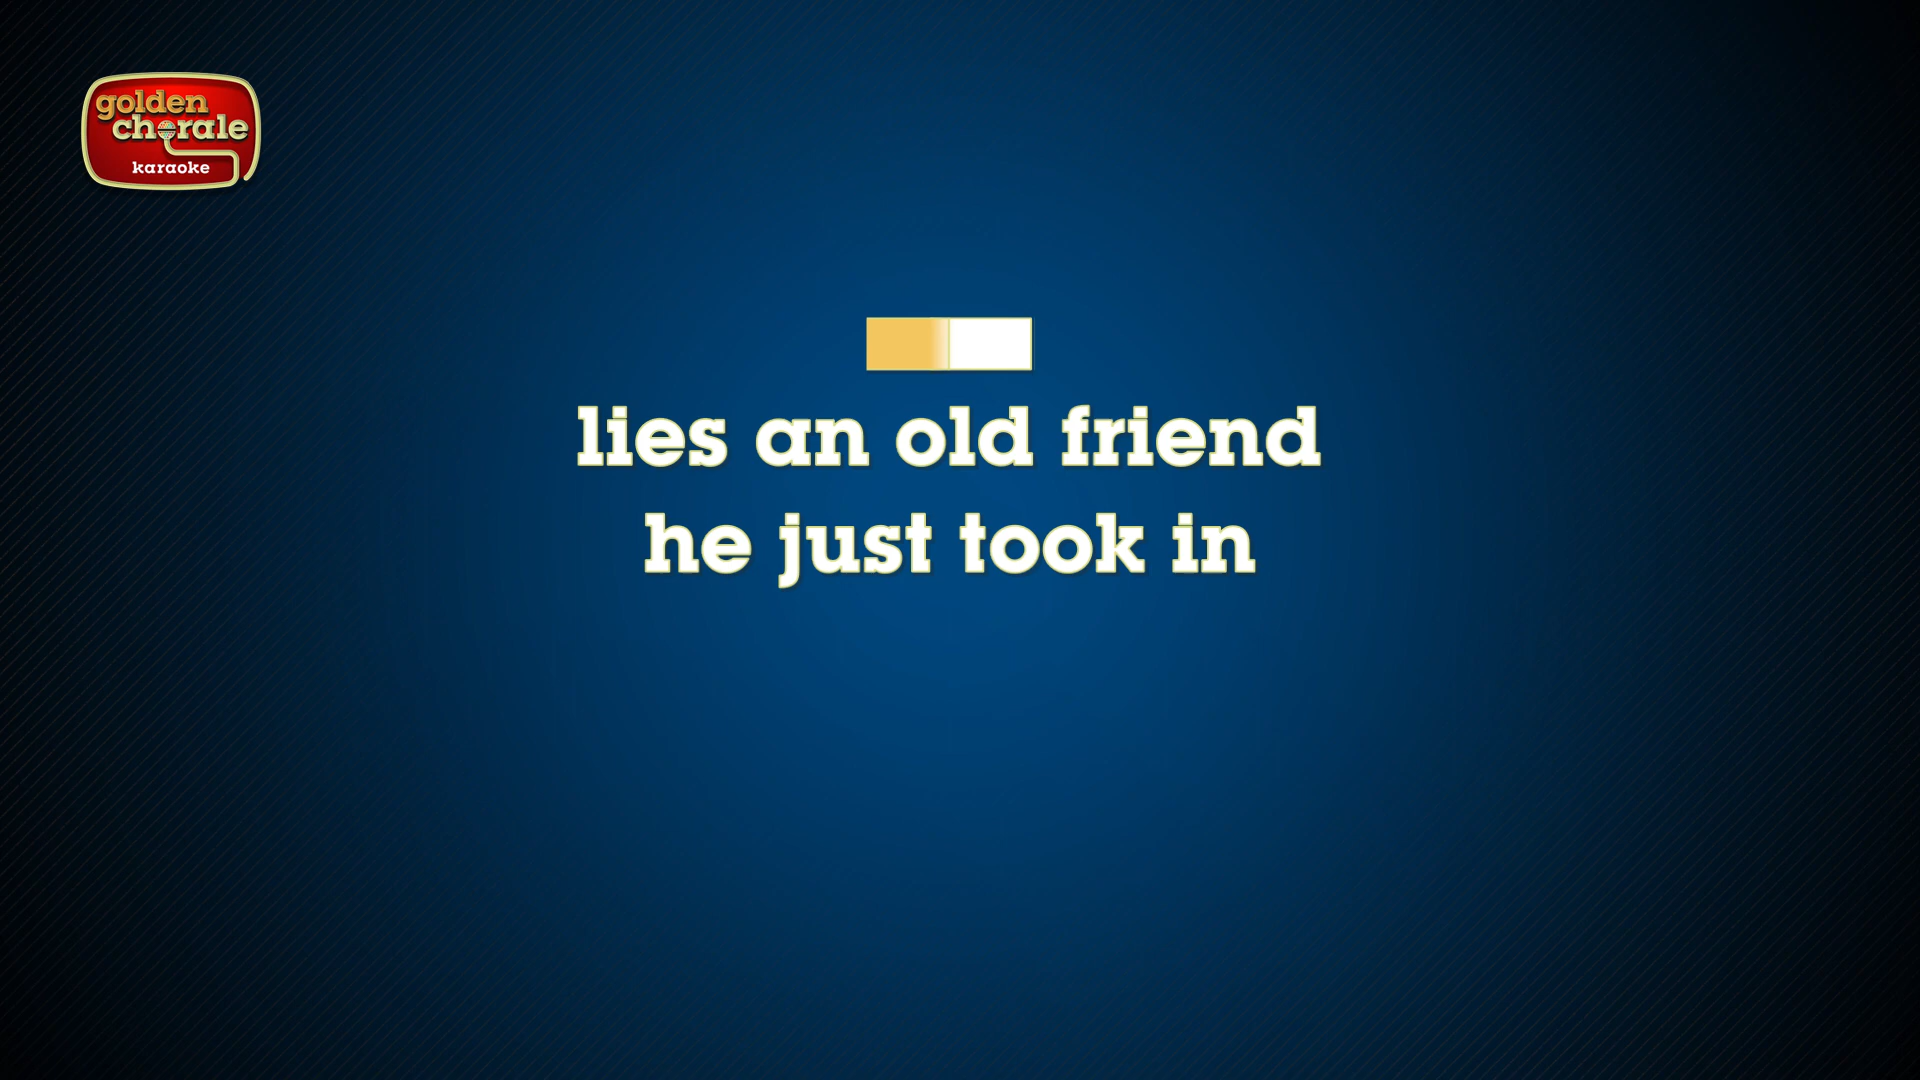 golden
chorale
karaoke
lies an old friend
he just took in